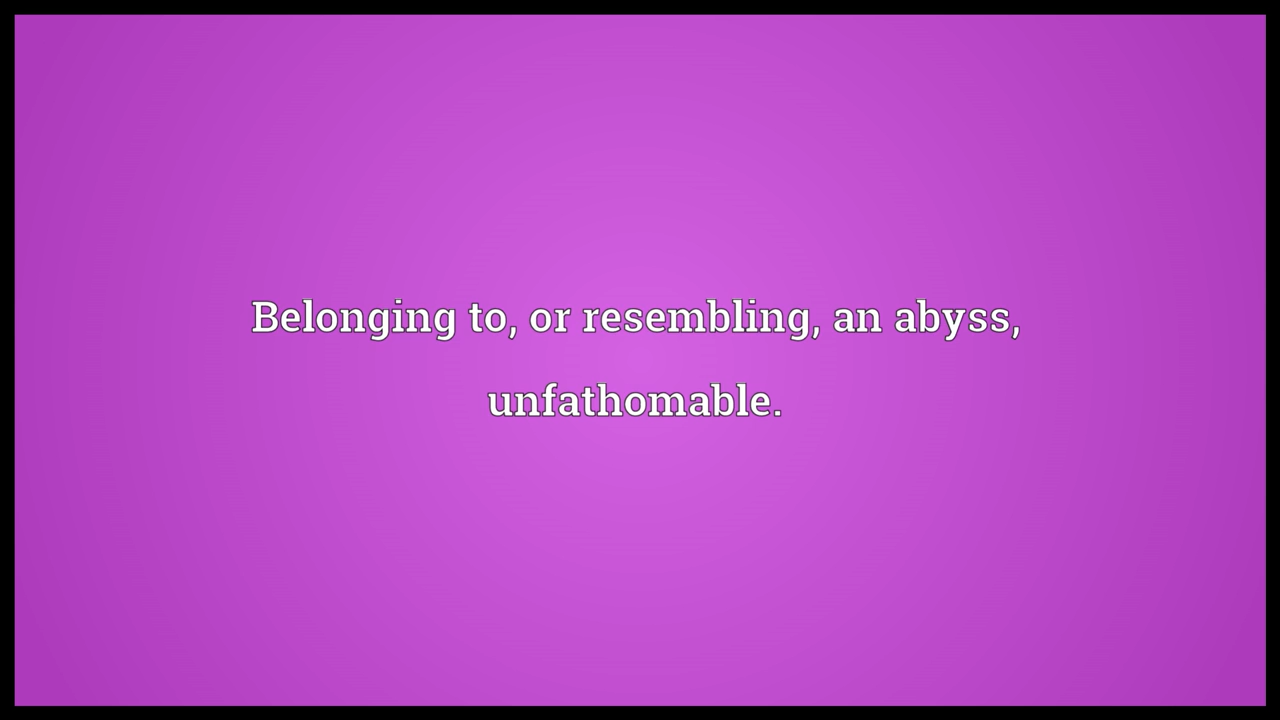 Belonging to, or resembling, an abyss,
unfathomable.